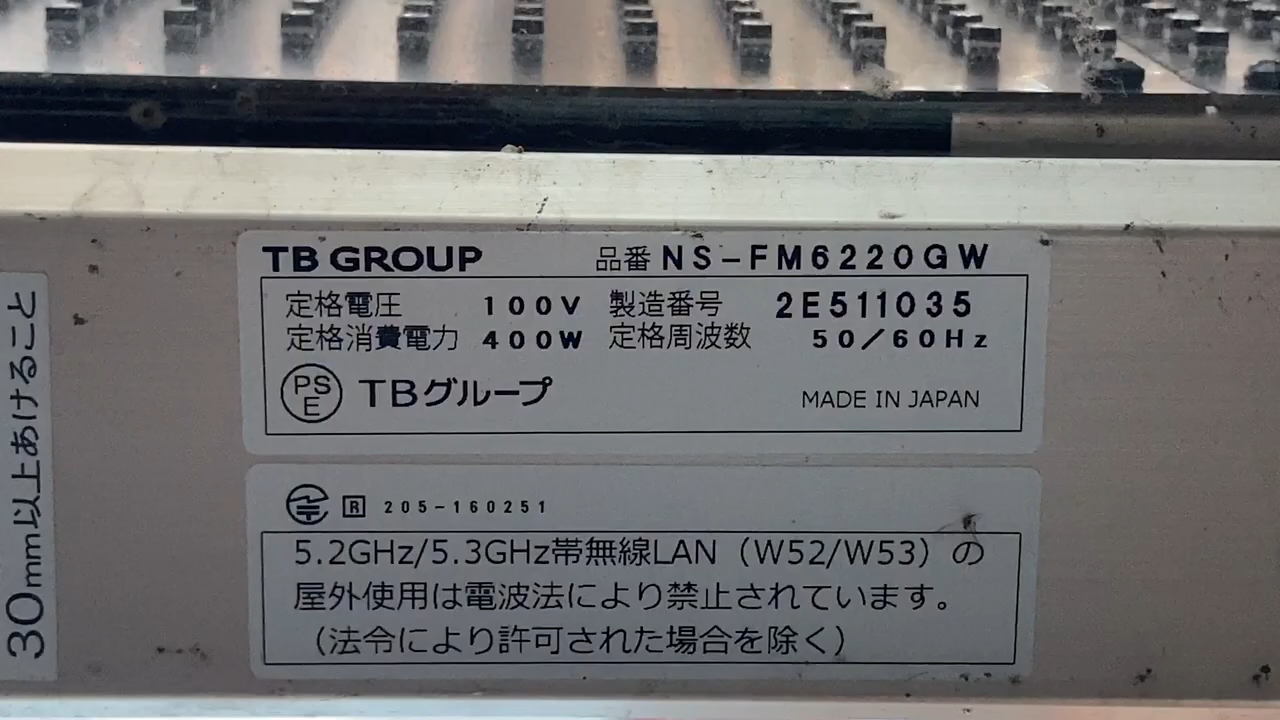 TB GROUP 品番 NS-FM6220GW
定格電圧 100V 製造番号 2E511035
定格消費電力 400W 定格周波数 50/60Hz
PS
E
TBグループ MADE IN JAPAN
R 205-160251
5.2GHz/5.3GHz帯無線LAN（W52/W53）の
屋外使用は電波法により禁止されています。
（法令により許可された場合を除く）
30mm以上あけること